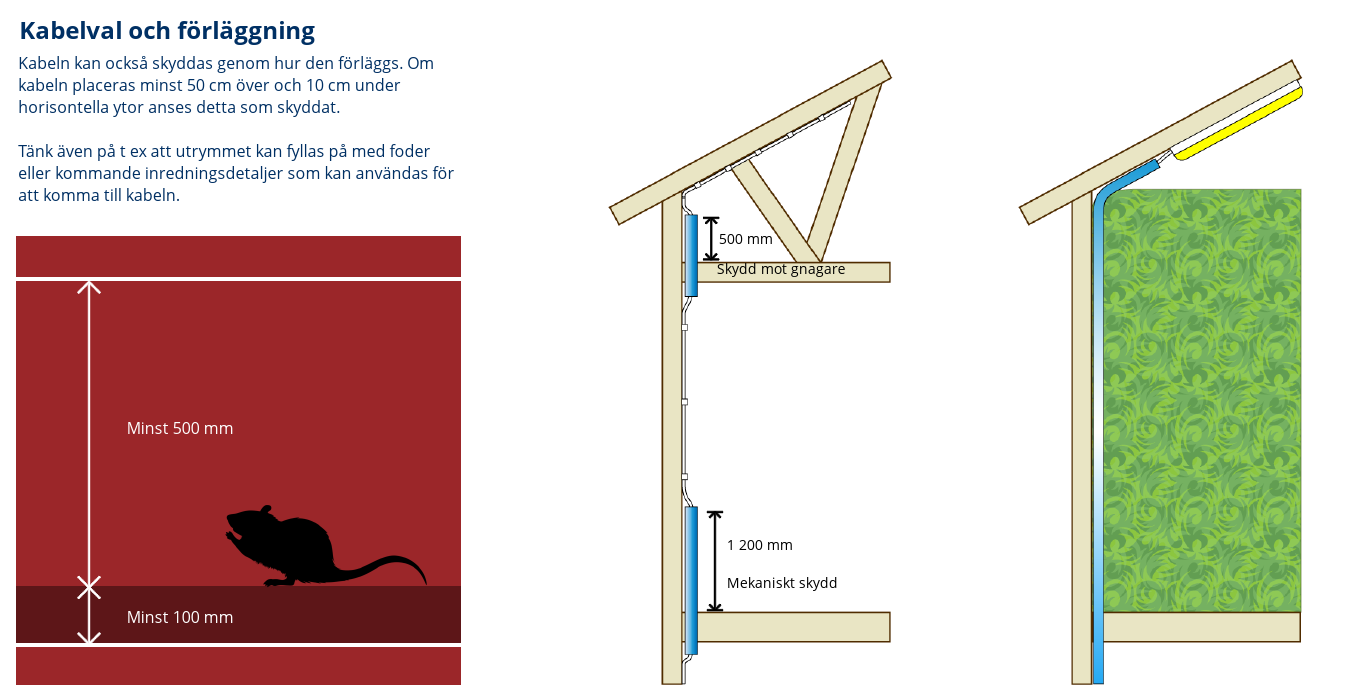 Kabelval och förläggning
Kabeln kan också skyddas genom hur den förläggs. Om
kabeln placeras minst 50 cm över och 10 cm under
horisontella ytor anses detta som skyddat.
Tänk även på t ex att utrymmet kan fyllas på med foder
eller kommande inredningsdetaljer som kan användas för
att komma till kabeln.
Minst 500 mm
Minst 100 mm
500 mm
Skydd mot gnagare
1 200 mm
Mekaniskt skydd